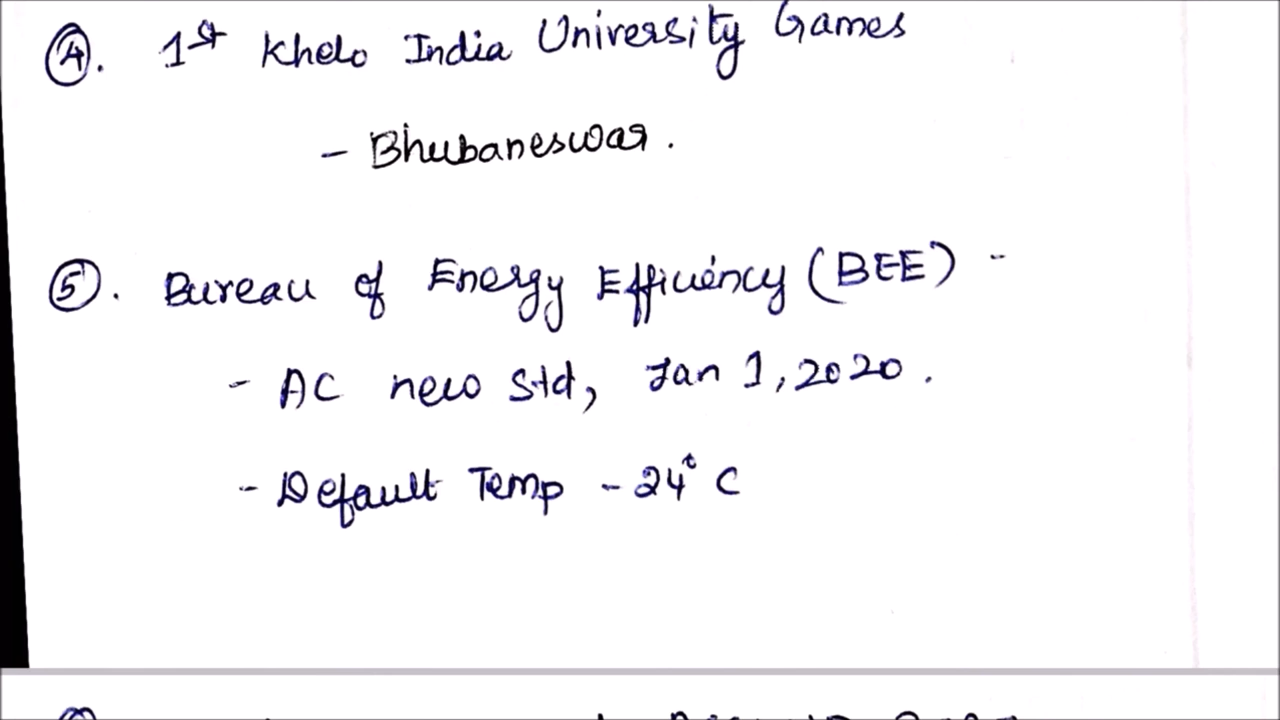 ④. 1st Khelo India University Games
- Bhubaneswar.
⑤. Bureau of Energy Efficiency (BEE) -
- AC new Std, Jan 1, 2020.
- Default Temp - 24° C